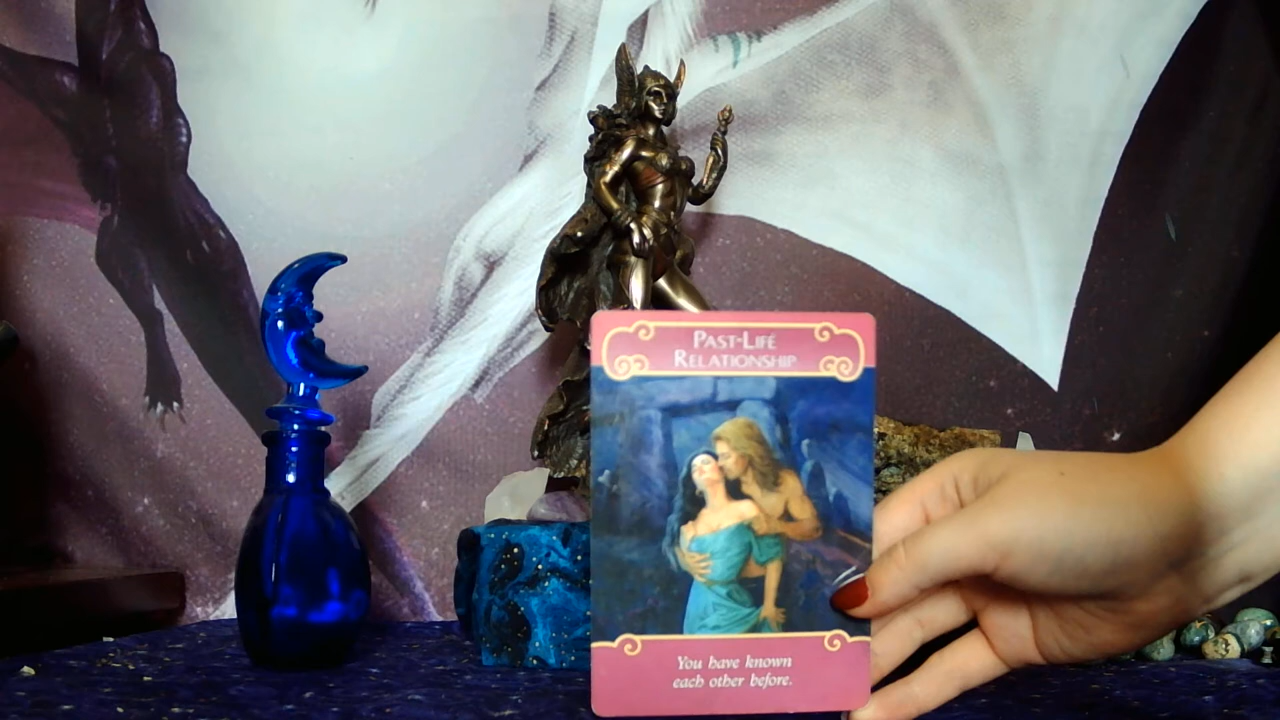 PAST-LIFE
RELATIONSHIP
You have known
each other before.